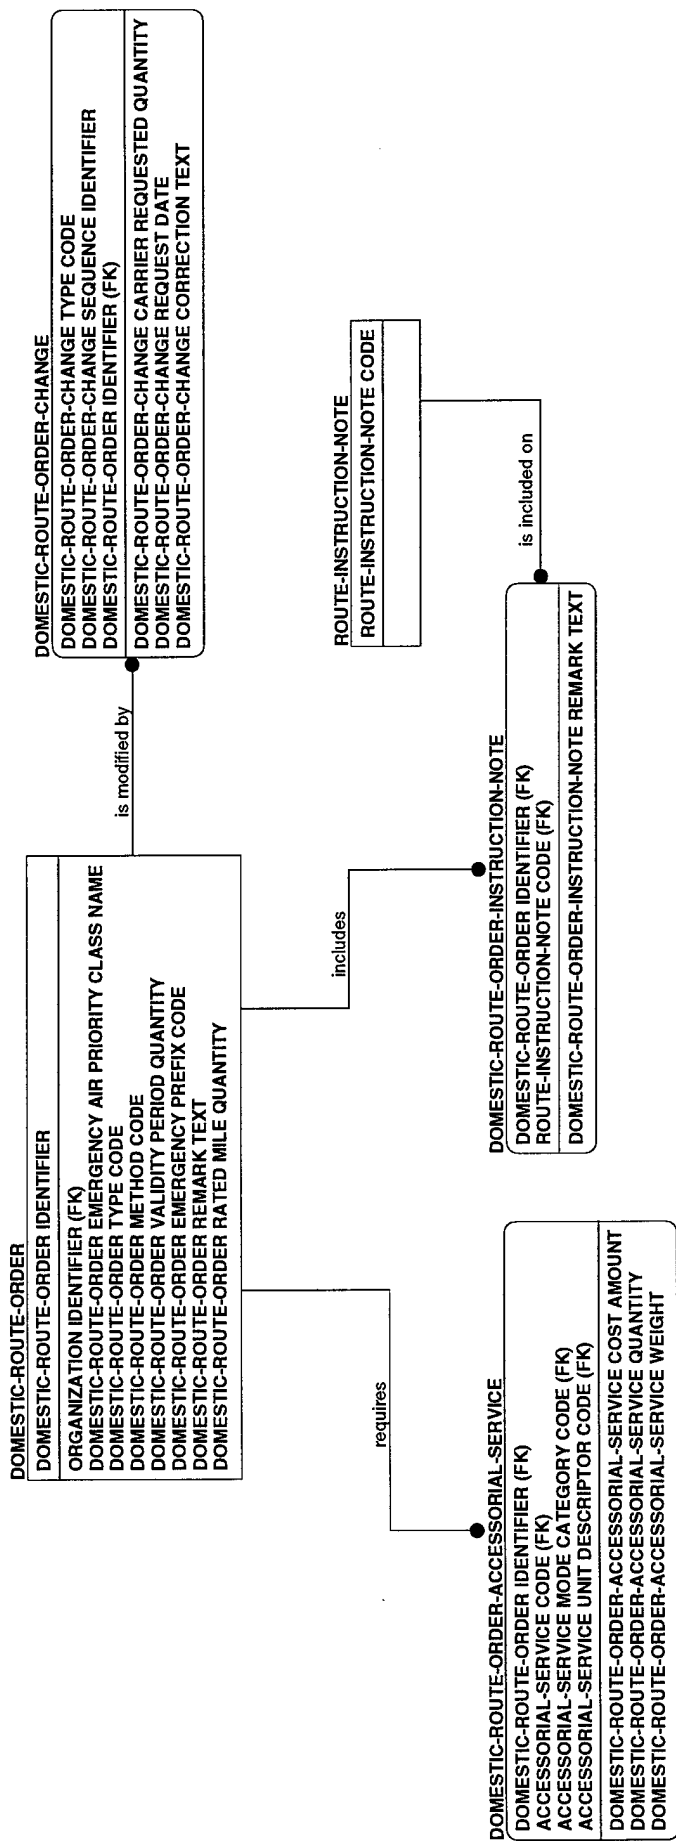 DOMESTIC-ROUTE-ORDER
DOMESTIC-ROUTE-ORDER IDENTIFIER
ORGANIZATION IDENTIFIER (FK)
DOMESTIC-ROUTE-ORDER EMERGENCY AIR PRIORITY CLASS NAME
DOMESTIC-ROUTE-ORDER TYPE CODE
DOMESTIC-ROUTE-ORDER METHOD CODE
DOMESTIC-ROUTE-ORDER VALIDITY PERIOD QUANTITY
DOMESTIC-ROUTE-ORDER EMERGENCY PREFIX CODE
DOMESTIC-ROUTE-ORDER REMARK TEXT
DOMESTIC-ROUTE-ORDER RATED MILE QUANTITY
is modified by
DOMESTIC-ROUTE-ORDER-CHANGE
DOMESTIC-ROUTE-ORDER-CHANGE TYPE CODE
DOMESTIC-ROUTE-ORDER-CHANGE SEQUENCE IDENTIFIER
DOMESTIC-ROUTE-ORDER IDENTIFIER (FK)
DOMESTIC-ROUTE-ORDER-CHANGE CARRIER REQUESTED QUANTITY
DOMESTIC-ROUTE-ORDER-CHANGE REQUEST DATE
DOMESTIC-ROUTE-ORDER-CHANGE CORRECTION TEXT
requires
includes
ROUTE-INSTRUCTION-NOTE
ROUTE-INSTRUCTION-NOTE CODE
is included on
DOMESTIC-ROUTE-ORDER-ACCESSORIAL-SERVICE
DOMESTIC-ROUTE-ORDER IDENTIFIER (FK)
ACCESSORIAL-SERVICE CODE (FK)
ACCESSORIAL-SERVICE MODE CATEGORY CODE (FK)
ACCESSORIAL-SERVICE UNIT DESCRIPTOR CODE (FK)
DOMESTIC-ROUTE-ORDER-ACCESSORIAL-SERVICE COST AMOUNT
DOMESTIC-ROUTE-ORDER-ACCESSORIAL-SERVICE QUANTITY
DOMESTIC-ROUTE-ORDER-ACCESSORIAL-SERVICE WEIGHT
DOMESTIC-ROUTE-ORDER-INSTRUCTION-NOTE
DOMESTIC-ROUTE-ORDER IDENTIFIER (FK)
ROUTE-INSTRUCTION-NOTE CODE (FK)
DOMESTIC-ROUTE-ORDER-INSTRUCTION-NOTE REMARK TEXT